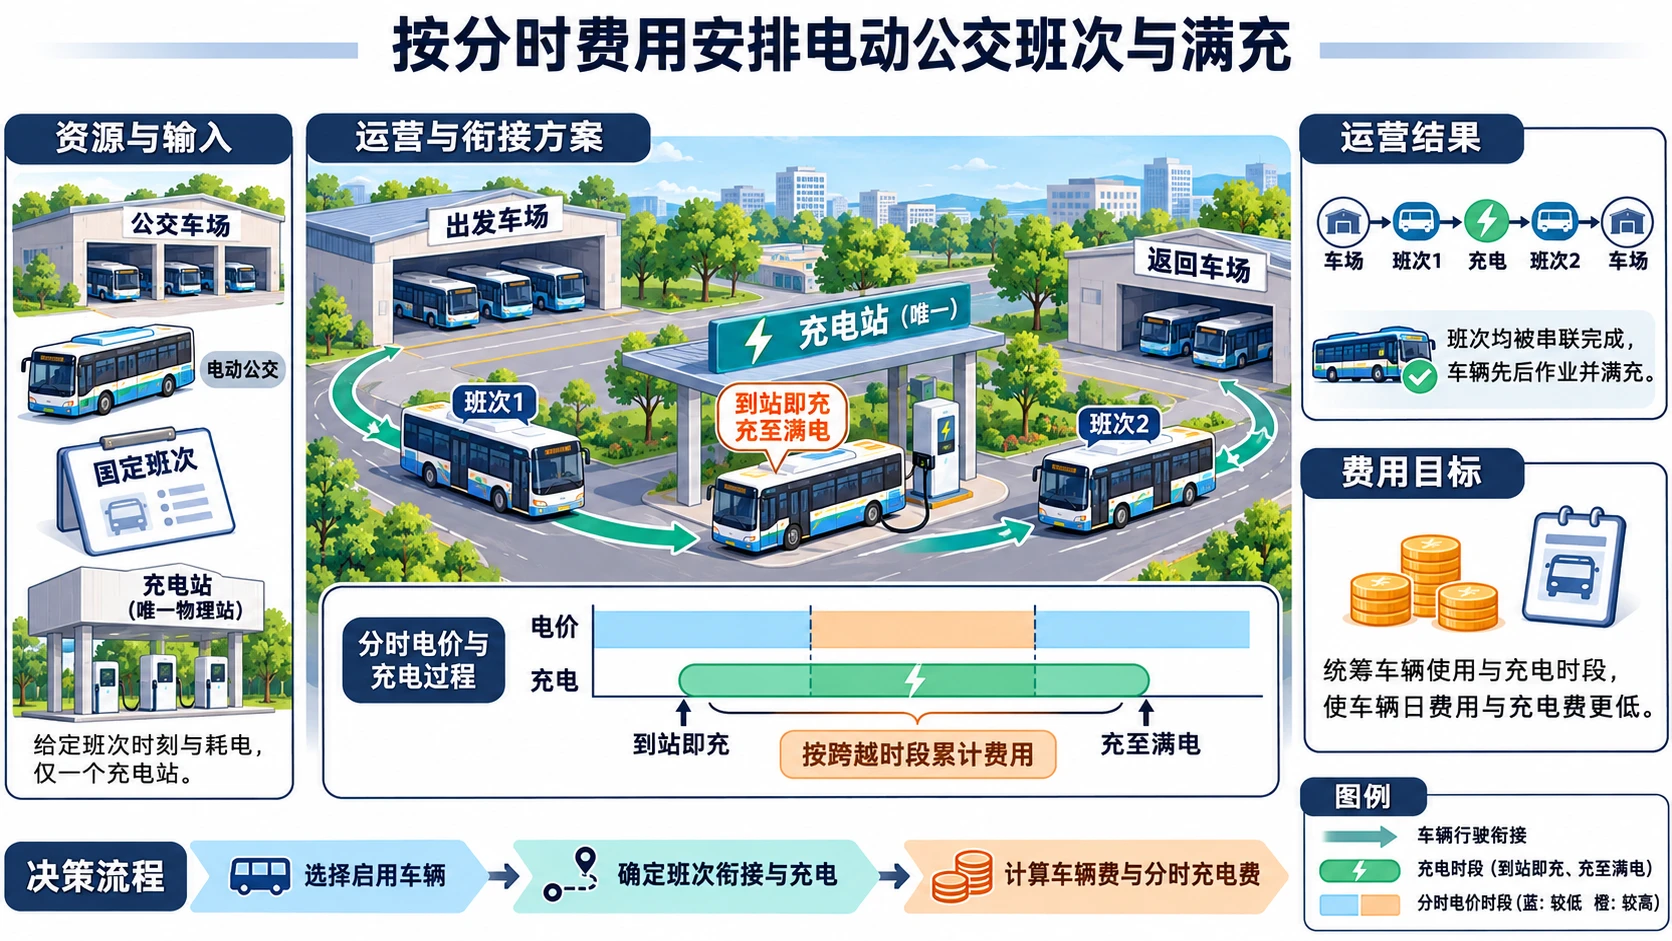 按分时费用安排电动公交班次与满充
资源与输入
公交车场
电动公交
国定班次
充电站
（唯一物理站）
给定班次时刻与耗电，
仅一个充电站。
运营与衔接方案
出发车场
返回车场
充电站（唯一）
班次1
到站即充
充至满电
班次2
分时电价与
充电过程
电价
充电
到站即充
充至满电
按跨越时段累计费用
运营结果
车场
班次1
充电
班次2
车场
班次均被串联完成，
车辆先后作业并满充。
费用目标
统筹车辆使用与充电时段，
使车辆日费用与充电费更低。
图例
车辆行驶衔接
充电时段（到站即充、充至满电）
分时电价时段（蓝：较低 橙：较高）
决策流程
选择启用车辆
确定班次衔接与充电
计算车辆费与分时充电费